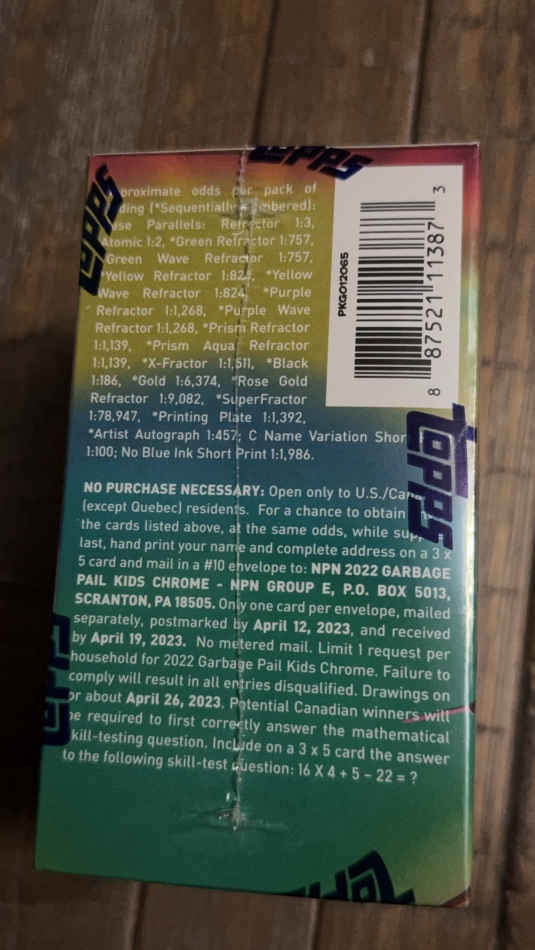 Topps
proximate odds per pack of
ding (*Sequentially Numbered):
Parallels: Refractor 1:3,
Atomic 1:2, *Green Refractor 1:757,
Green Wave Refractor 1:757,
*Yellow Refractor 1:824, *Yellow
Wave Refractor 1:824, *Purple
Refractor 1:1,268, *Purple Wave
Refractor 1:1,268, *Prism Refractor
1:1,139, *Prism Aqua Refractor
1:1,139, *X-Fractor 1:1,511, *Black
1:186, *Gold 1:6,374, *Rose Gold
Refractor 1:9,082, *SuperFractor
1:78,947, *Printing Plate 1:1,392,
*Artist Autograph 1:457; C Name Variation Shor
1:100; No Blue Ink Short Print 1:1,986.
PKG012065
8 87521 11387 3
Topps
Topps
NO PURCHASE NECESSARY: Open only to U.S./Cana
(except Quebec) residents. For a chance to obtain
the cards listed above, at the same odds, while sup
last, hand print your name and complete address on a 3 x
5 card and mail in a #10 envelope to: NPN 2022 GARBAGE
PAIL KIDS CHROME - NPN GROUP E, P.O. BOX 5013,
SCRANTON, PA 18505. Only one card per envelope, mailed
separately, postmarked by April 12, 2023, and received
by April 19, 2023. No metered mail. Limit 1 request per
household for 2022 Garbage Pail Kids Chrome. Failure to
comply will result in all entries disqualified. Drawings on
or about April 26, 2023. Potential Canadian winners will
be required to first correctly answer the mathematical
skill-testing question. Include on a 3 x 5 card the answer
to the following skill-test question: 16 X 4 + 5 – 22 = ?
Topps